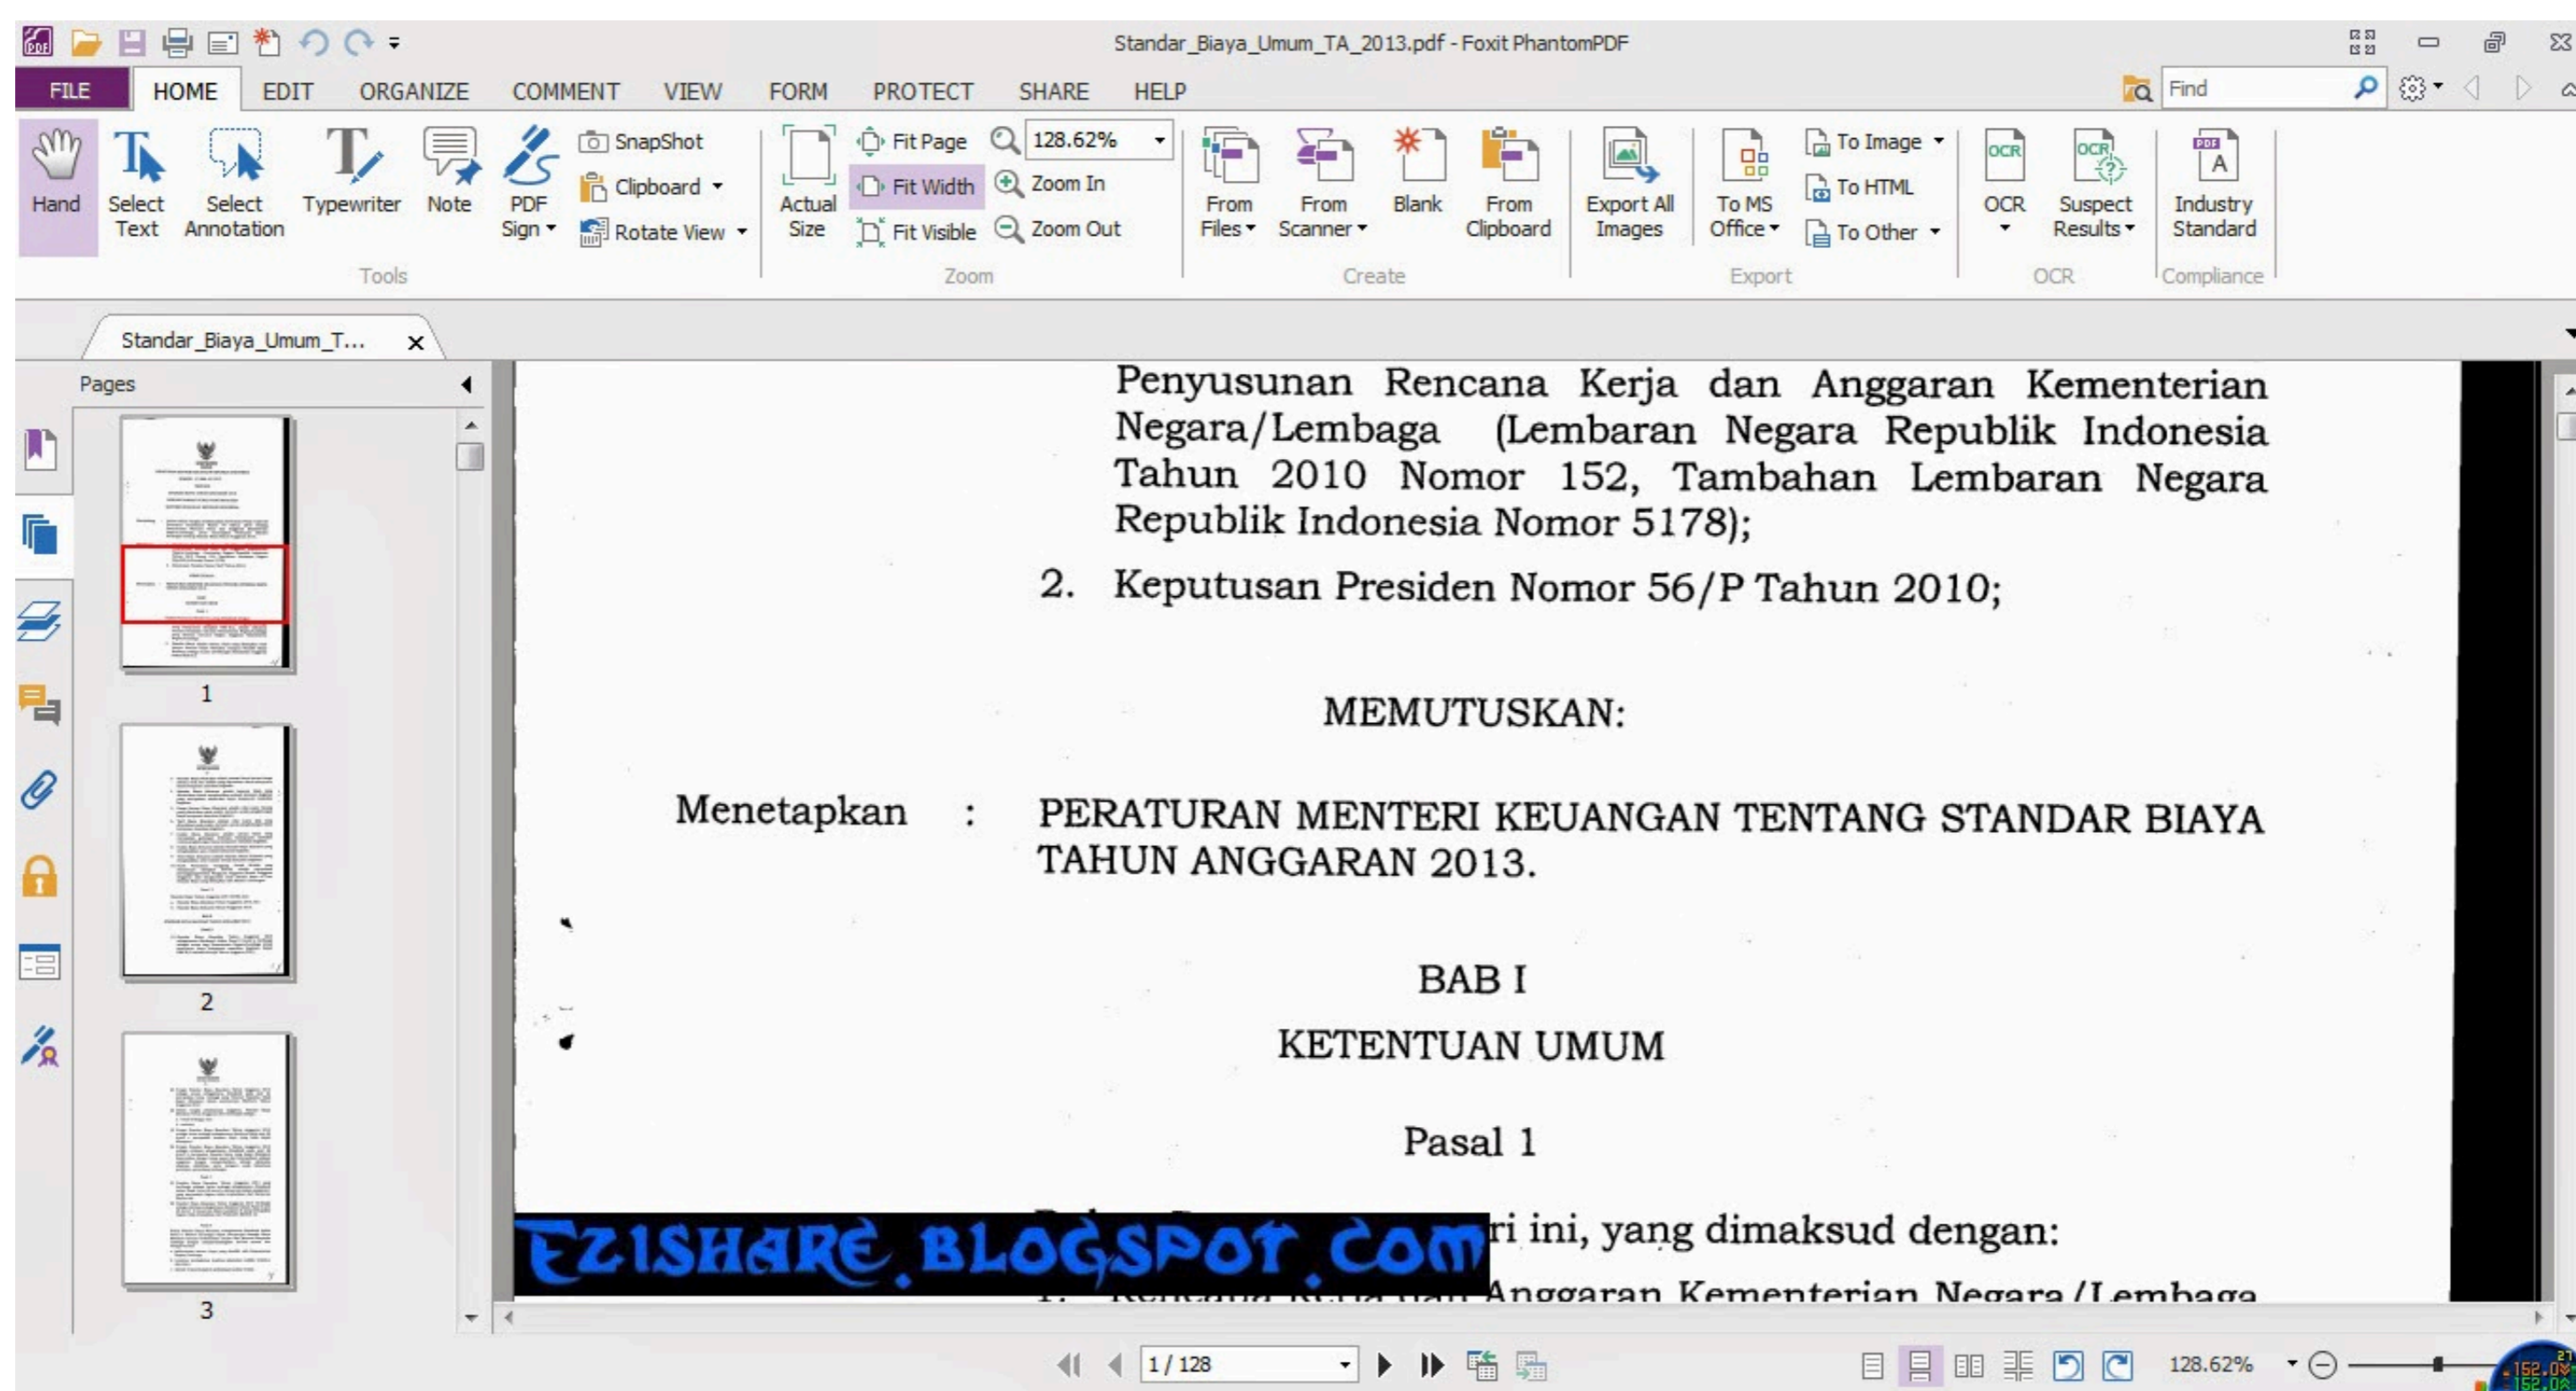 Standar_Biaya_Umum_TA_2013.pdf - Foxit PhantomPDF
FILE HOME EDIT ORGANIZE COMMENT VIEW FORM PROTECT SHARE HELP Find
Hand
Select Text
Select Annotation
Typewriter
Note
PDF Sign
SnapShot
Clipboard
Rotate View
Tools
Actual Size
Fit Page
Fit Width
Fit Visible
128.62%
Zoom In
Zoom Out
Zoom
From Files
From Scanner
Blank
From Clipboard
Create
Export All Images
To MS Office
To Image
To HTML
To Other
Export
OCR
Suspect Results
OCR
Industry Standard
Compliance
Standar_Biaya_Umum_T...
Pages
1
2
3
Penyusunan Rencana Kerja dan Anggaran Kementerian
Negara/Lembaga (Lembaran Negara Republik Indonesia
Tahun 2010 Nomor 152, Tambahan Lembaran Negara
Republik Indonesia Nomor 5178);
2. Keputusan Presiden Nomor 56/P Tahun 2010;
MEMUTUSKAN:
Menetapkan : PERATURAN MENTERI KEUANGAN TENTANG STANDAR BIAYA
TAHUN ANGGARAN 2013.
BAB I
KETENTUAN UMUM
Pasal 1
ri ini, yang dimaksud dengan:
Anggaran Kementerian Negara/Lembaga
EZISHARE.BLOGSPOT.COM
1 / 128
128.62%